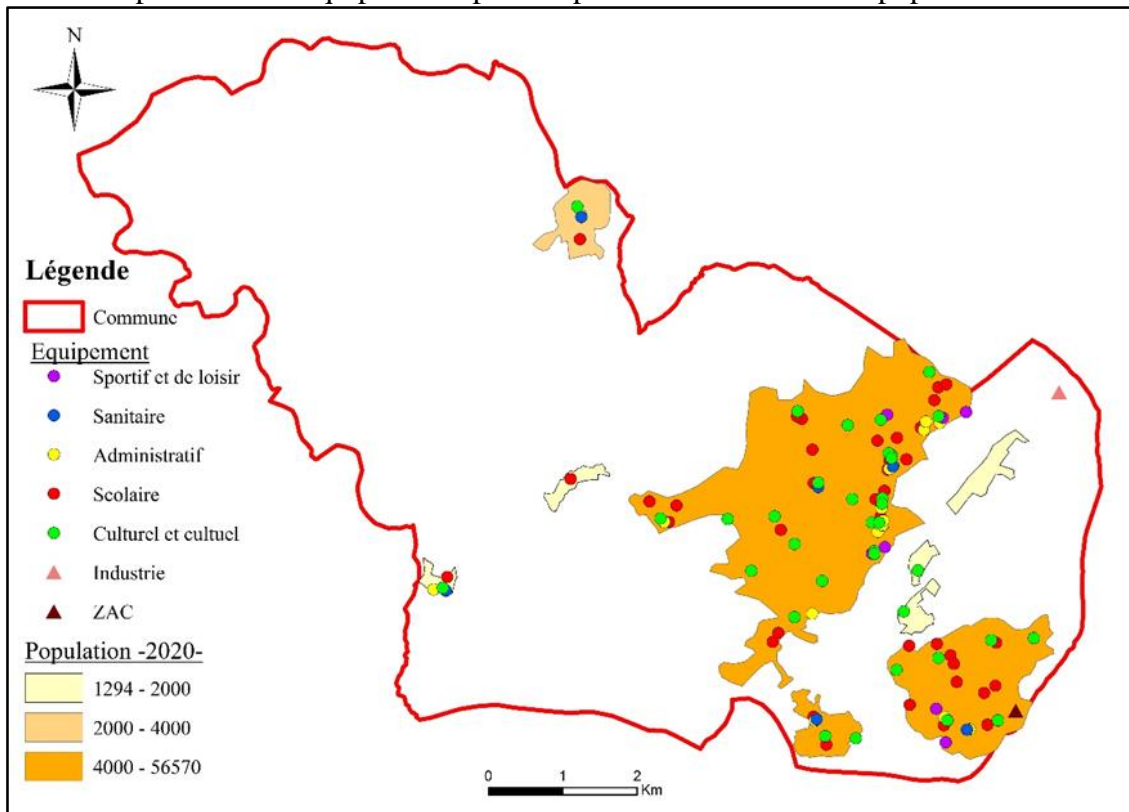 N
Légende
Commune
Equipement
Sportif et de loisir
Sanitaire
Administratif
Scolaire
Culturel et cultuel
Industrie
ZAC
Population -2020-
1294 - 2000
2000 - 4000
4000 - 56570
0 1 2
Km